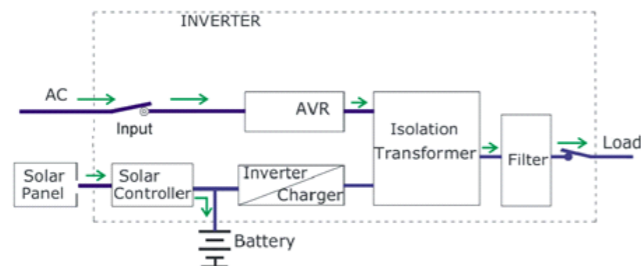 INVERTER
AC
Input
AVR
Isolation
Transformer
Filter
Load
Solar
Panel
Solar
Controller
Inverter
Charger
Battery